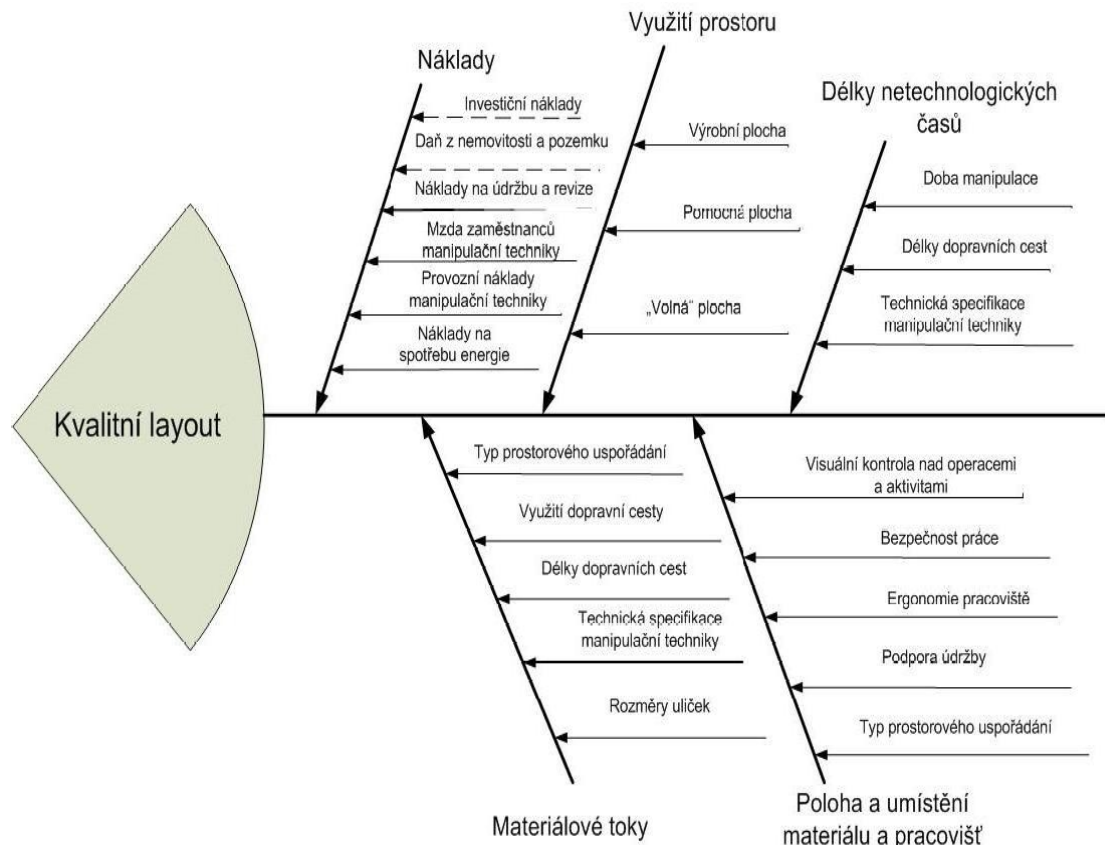 Využití prostoru
Náklady
Investiční náklady
Daň z nemovitosti a pozemku
Náklady na údržbu a revize
Mzda zaměstnanců
manipulační techniky
Provozní náklady
manipulační techniky
Náklady na
spotřebu energie
Výrobní plocha
Pomocná plocha
„Volná“ plocha
Délky netechnologických
časů
Doba manipulace
Délky dopravních cest
Technická specifikace
manipulační techniky
Kvalitní layout
Typ prostorového uspořádání
Využití dopravní cesty
Délky dopravních cest
Technická specifikace
manipulační techniky
Rozměry uliček
Materiálové toky
Visuální kontrola nad operacemi
a aktivitami
Bezpečnost práce
Ergonomie pracoviště
Podpora údržby
Typ prostorového uspořádání
Poloha a umístění
materiálu a pracovišť